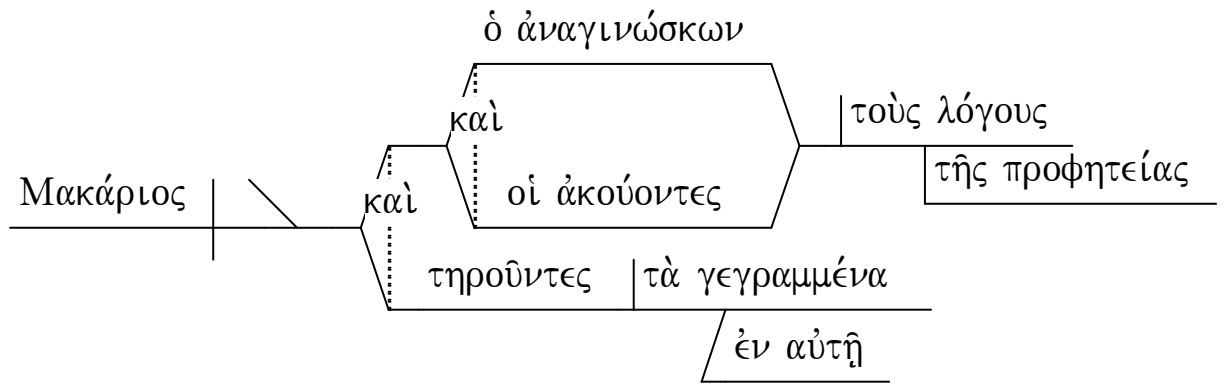 ὁ ἀναγινώσκων
καὶ
τοὺς λόγους
τῆς προφητείας
Μακάριος
καὶ
οἱ ἀκούοντες
τηροῦντες
τὰ γεγραμμένα
ἐν αὐτῇ